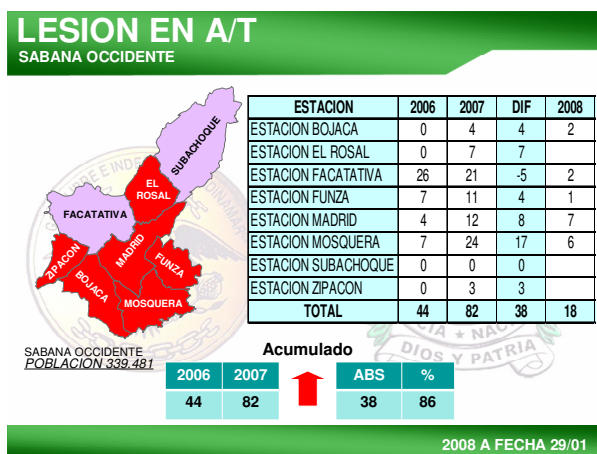 LESION EN A/T
SABANA OCCIDENTE
SUBACHOQUE
EL
ROSAL
FACATATIVA
MADRID
FUNZA
ZIPACON
BOJACA
MOSQUERA
ESTACION 2006 2007 DIF 2008
ESTACION BOJACA 0 4 4 2
ESTACION EL ROSAL 0 7 7
ESTACION FACATATIVA 26 21 -5 2
ESTACION FUNZA 7 11 4 1
ESTACION MADRID 4 12 8 7
ESTACION MOSQUERA 7 24 17 6
ESTACION SUBACHOQUE 0 0 0
ESTACION ZIPACON 0 3 3
TOTAL 44 82 38 18
DIOS Y PATRIA
SABANA OCCIDENTE
POBLACION 339.481
Acumulado
2006 2007 ABS %
44 82 38 86
2008 A FECHA 29/01